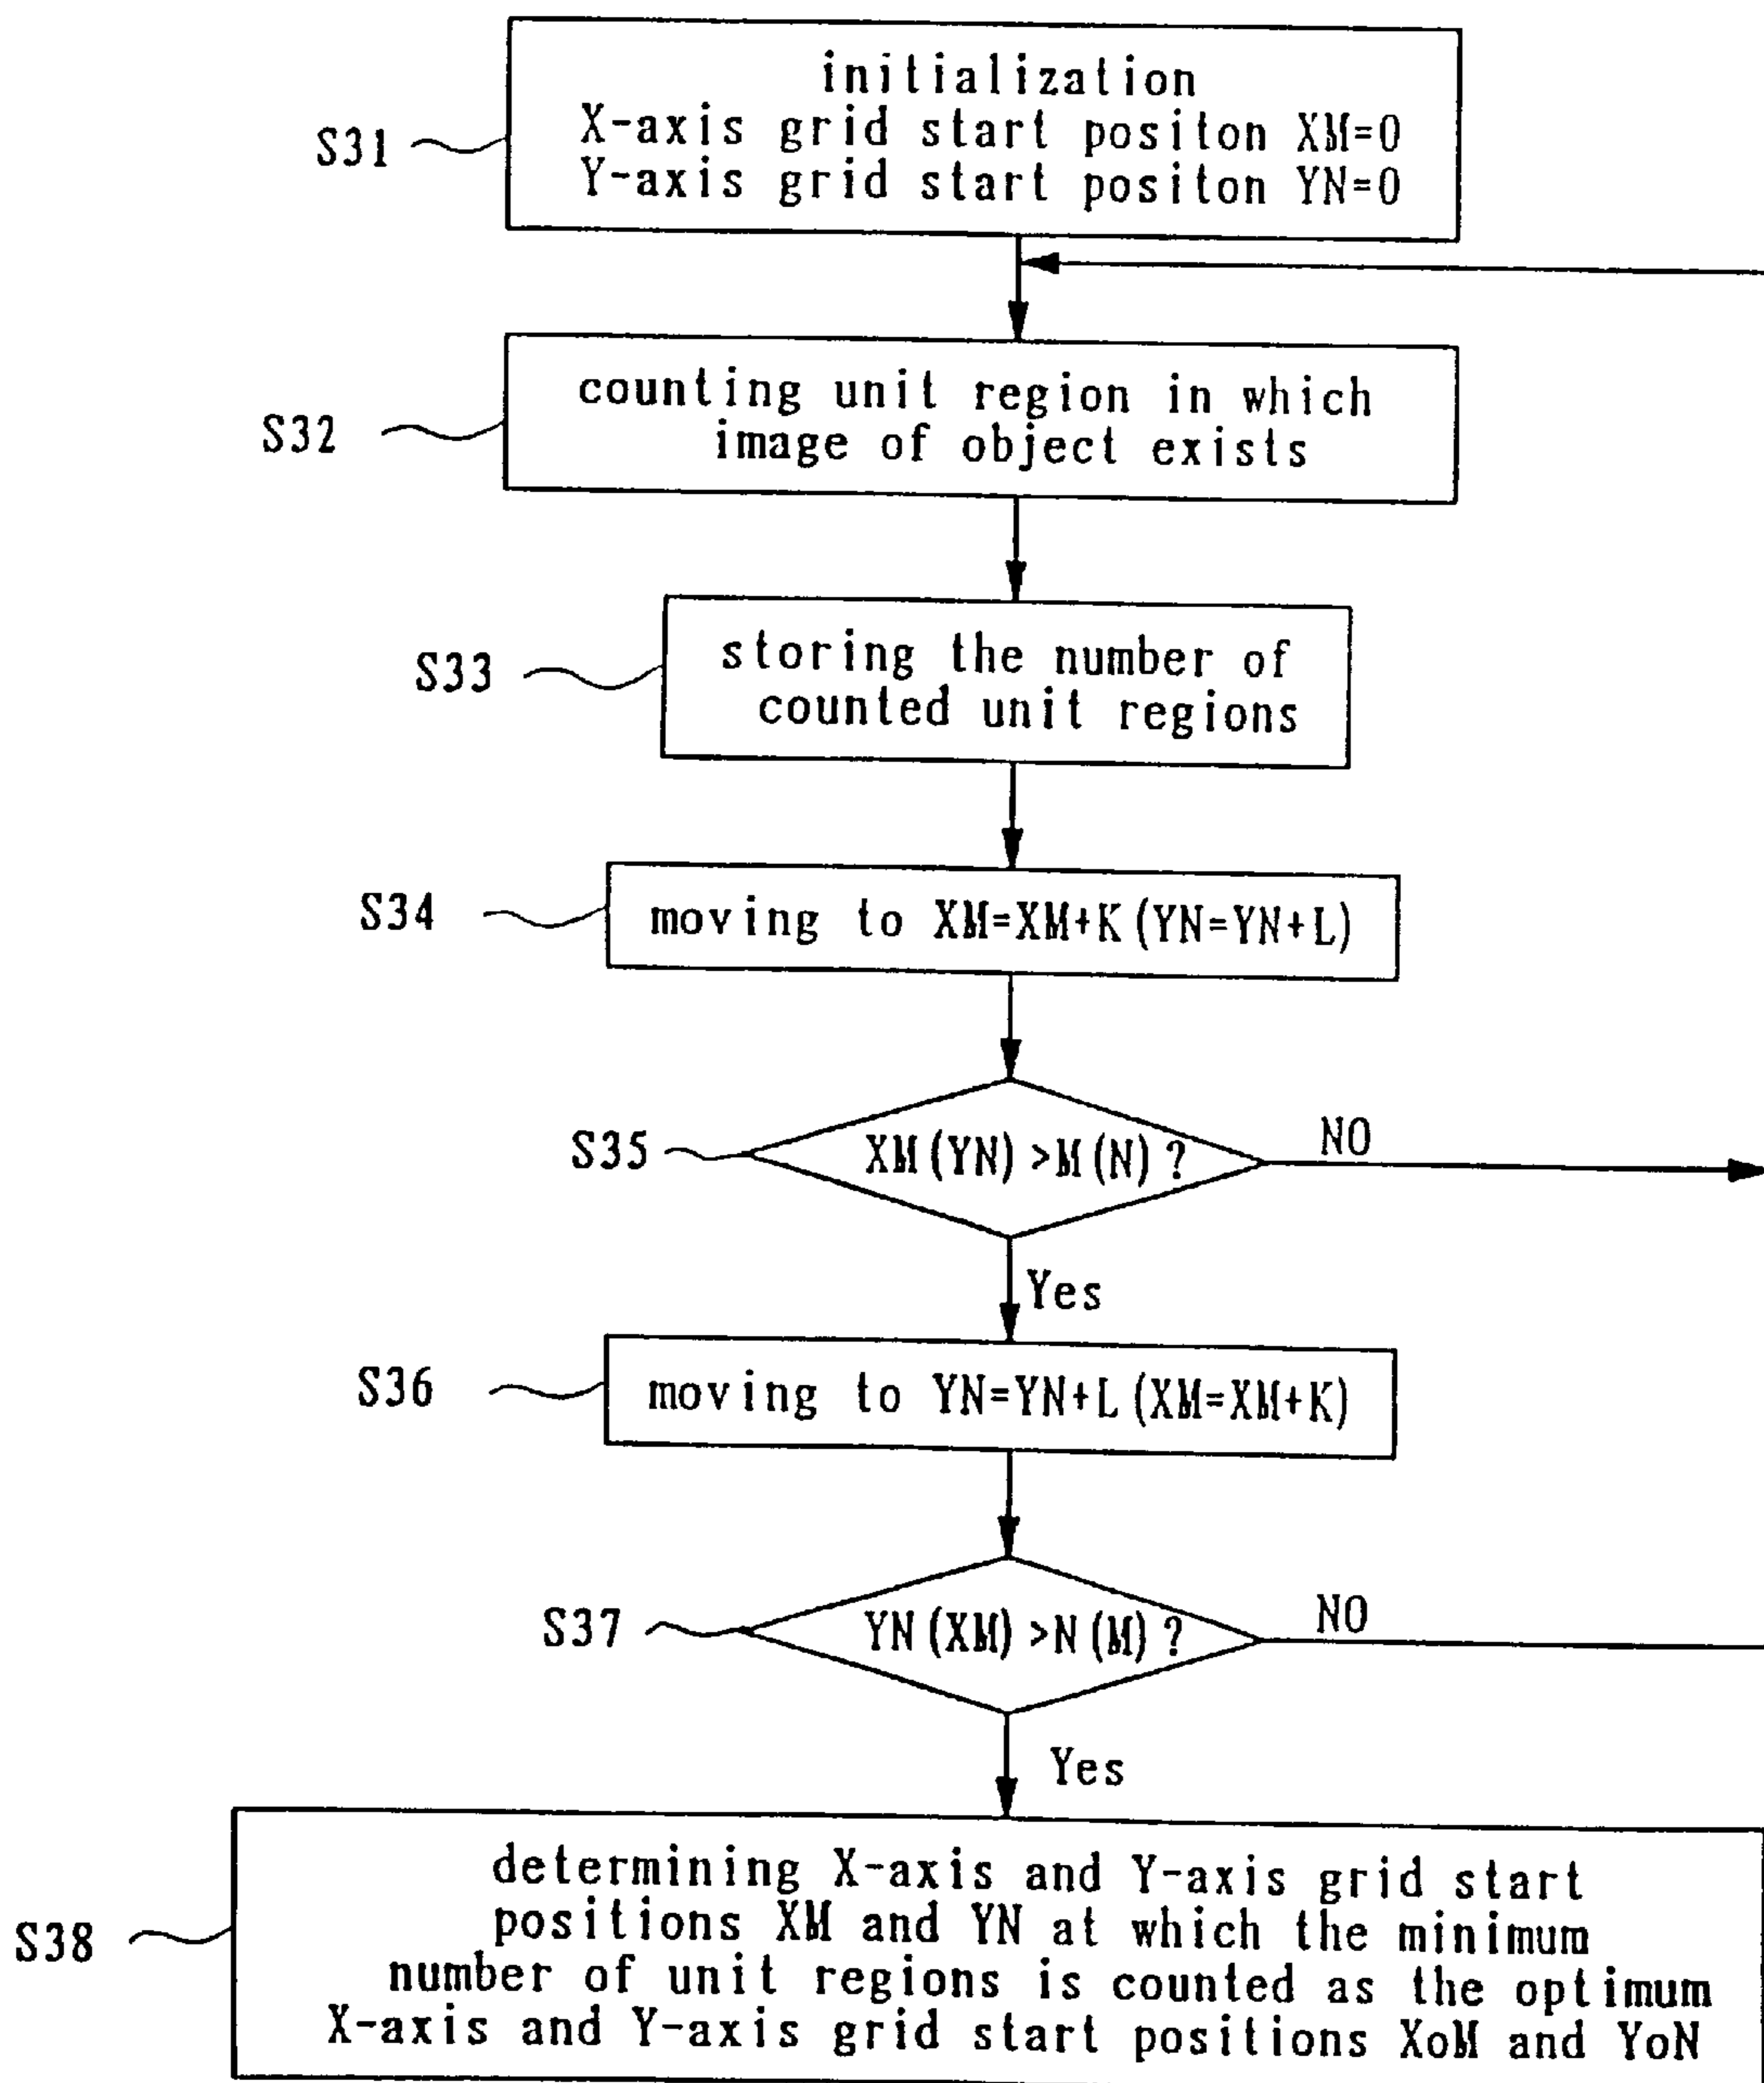 initialization
S31
X-axis grid start positon XM=0
Y-axis grid start positon YN=0
counting unit region in which
S32
image of object exists
storing the number of
S33
counted unit regions
S34
moving to XM=XM+K(YN=YN+L)
S35
XM(YN)>M(N)?
NO
Yes
S36
moving to YN=YN+L(XM=XM+K)
S37
YN(XM)>N(M)?
NO
Yes
determining X-axis and Y-axis grid start
positions XM and YN at which the minimum
S38
number of unit regions is counted as the optimum
X-axis and Y-axis grid start positions XoM and YoN